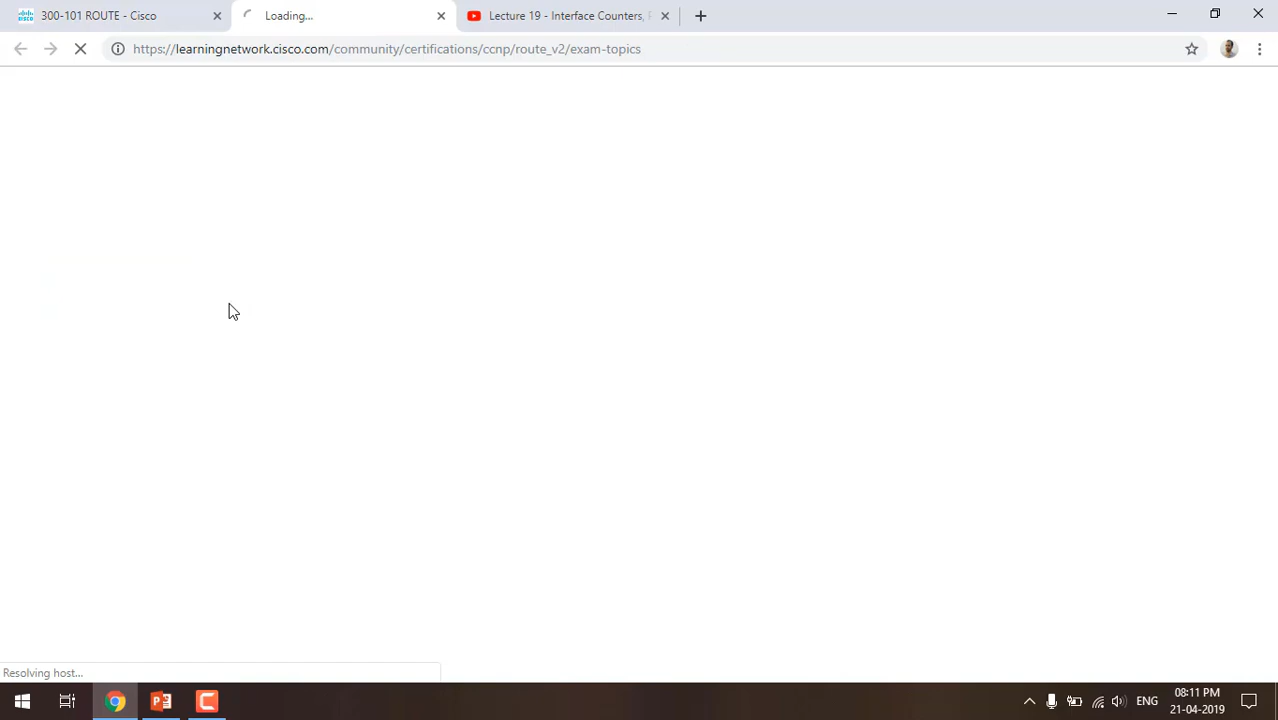 300-101 ROUTE - Cisco
Loading...
Lecture 19 - Interface Counters,
https://learningnetwork.cisco.com/community/certifications/ccnp/route_v2/exam-topics
Resolving host...
ENG
08:11 PM
21-04-2019